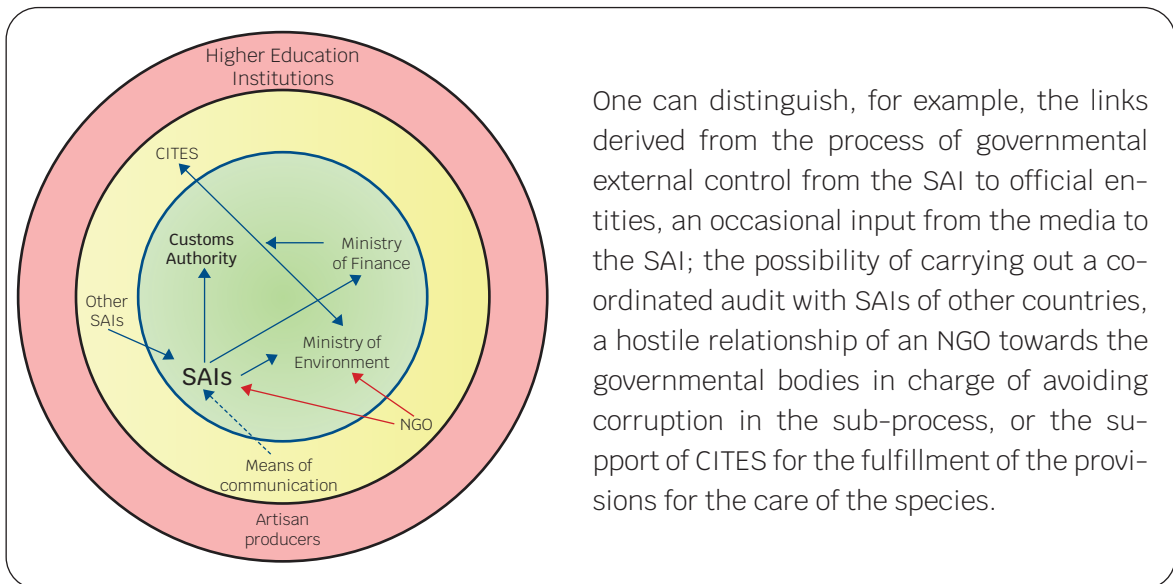 Higher Education
Institutions
CITES
Customs
Authority
Ministry
of Finance
Other
SAIs
Ministry of
Environment
SAIs
NGO
Means of
communication
Artisan
producers
One can distinguish, for example, the links
derived from the process of governmental
external control from the SAI to official en-
tities, an occasional input from the media to
the SAI; the possibility of carrying out a co-
ordinated audit with SAIs of other countries,
a hostile relationship of an NGO towards the
governmental bodies in charge of avoiding
corruption in the sub-process, or the su-
pport of CITES for the fulfillment of the provi-
sions for the care of the species.